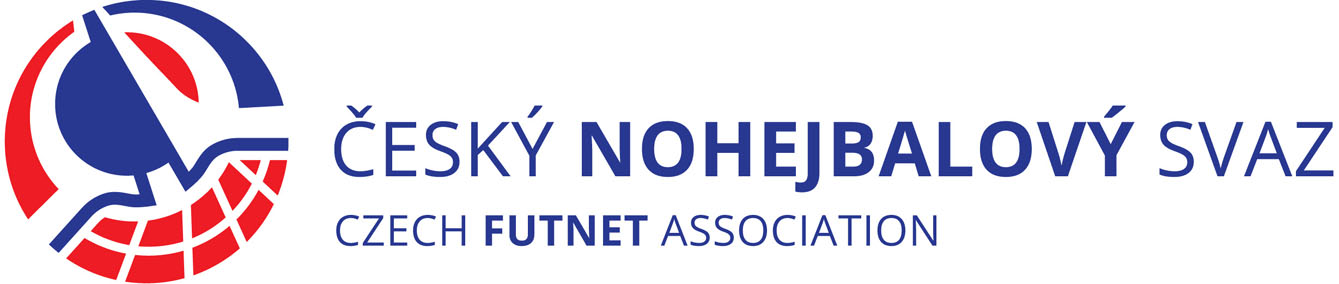 ČESKÝ NOHEJBALOVÝ SVAZ
CZECH FUTNET ASSOCIATION